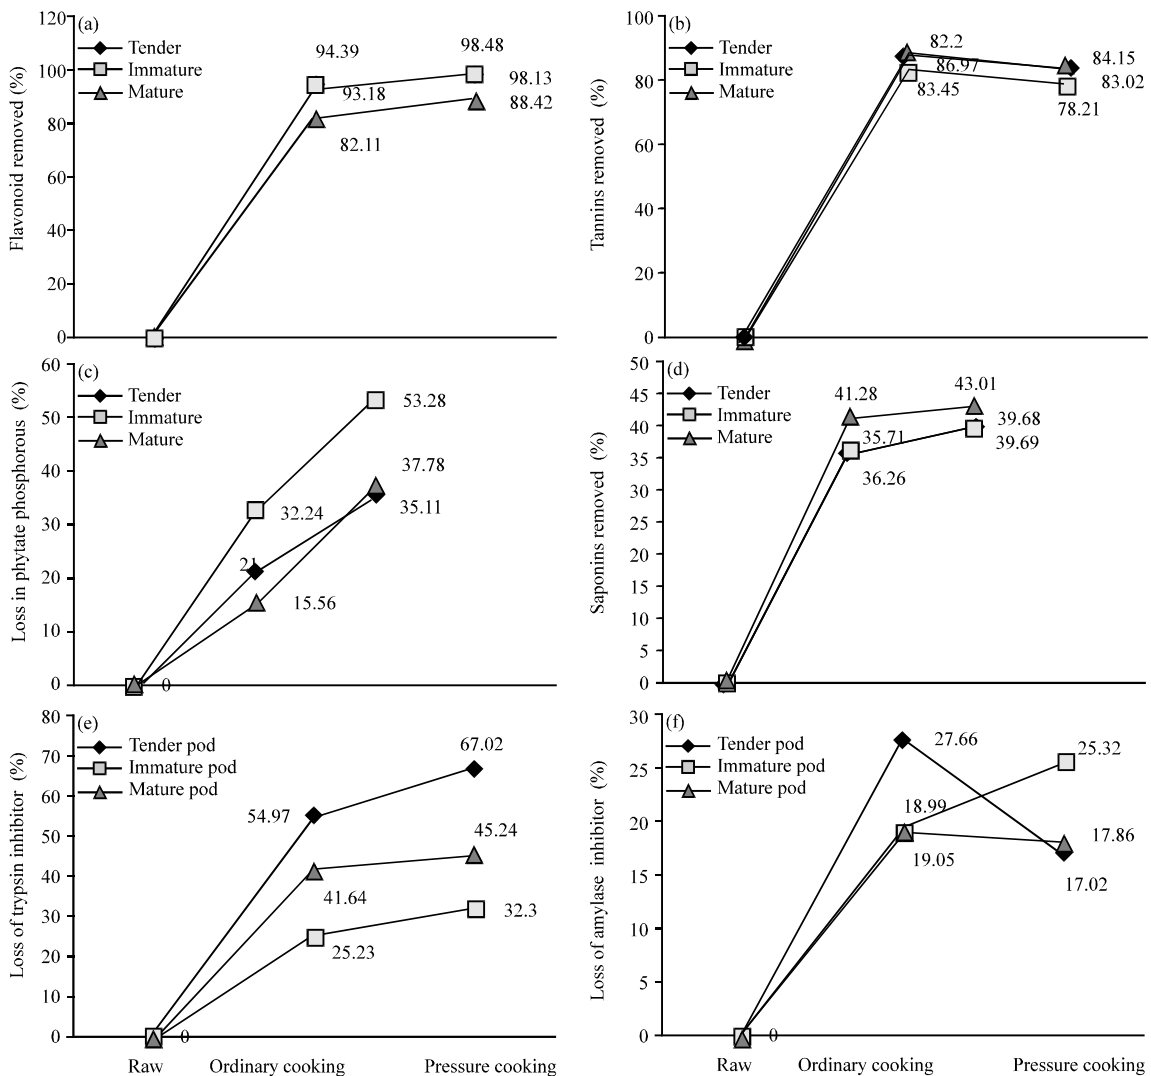 (a)
Tender
Immature
Mature
Flavonoid removed (%)
120
100
80
60
40
20
0
94.39
93.18
82.11
98.48
98.13
88.42
(b)
Tender
Immature
Mature
Tannins removed (%)
100
80
60
40
20
0
82.2
86.97
83.45
84.15
83.02
78.21
(c)
Tender
Immature
Mature
Loss in phytate phosphorous (%)
60
50
40
30
20
10
0
53.28
37.78
35.11
32.24
21
15.56
0
(d)
Tender
Immature
Mature
Saponins removed (%)
50
45
40
35
30
25
20
15
10
5
0
41.28
35.71
36.26
43.01
39.68
39.69
(e)
Tender pod
Immature pod
Mature pod
Loss of trypsin inhibitor (%)
80
70
60
50
40
30
20
10
0
67.02
54.97
45.24
41.64
32.3
25.23
0
Raw
Ordinary cooking
Pressure cooking
(f)
Tender pod
Immature pod
Mature pod
Loss of amylase inhibitor (%)
30
25
20
15
10
5
0
27.66
25.32
18.99
19.05
17.86
17.02
0
Raw
Ordinary cooking
Pressure cooking